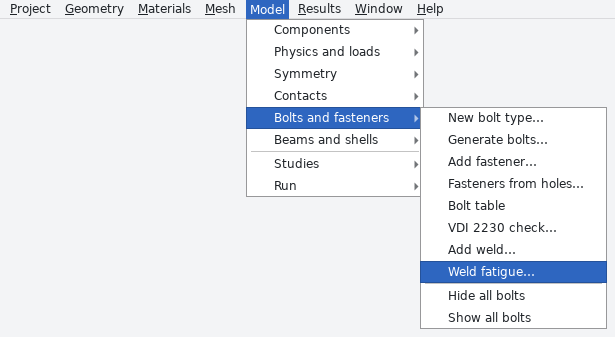 Project Geometry Materials Mesh Model Results Window Help
Components
Physics and loads
Symmetry
Contacts
Bolts and fasteners
Beams and shells
Studies
Run
New bolt type...
Generate bolts...
Add fastener...
Fasteners from holes...
Bolt table
VDI 2230 check...
Add weld...
Weld fatigue...
Hide all bolts
Show all bolts